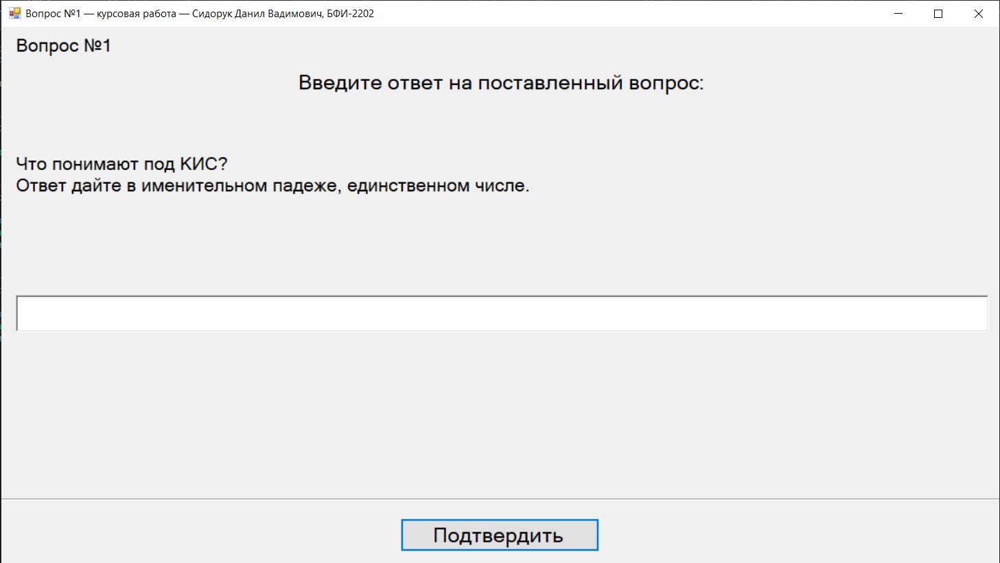 Вопрос №1 — курсовая работа — Сидорук Данил Вадимович, БФИ-2202
Вопрос №1
Введите ответ на поставленный вопрос:
Что понимают под КИС?
Ответ дайте в именительном падеже, единственном числе.
Подтвердить